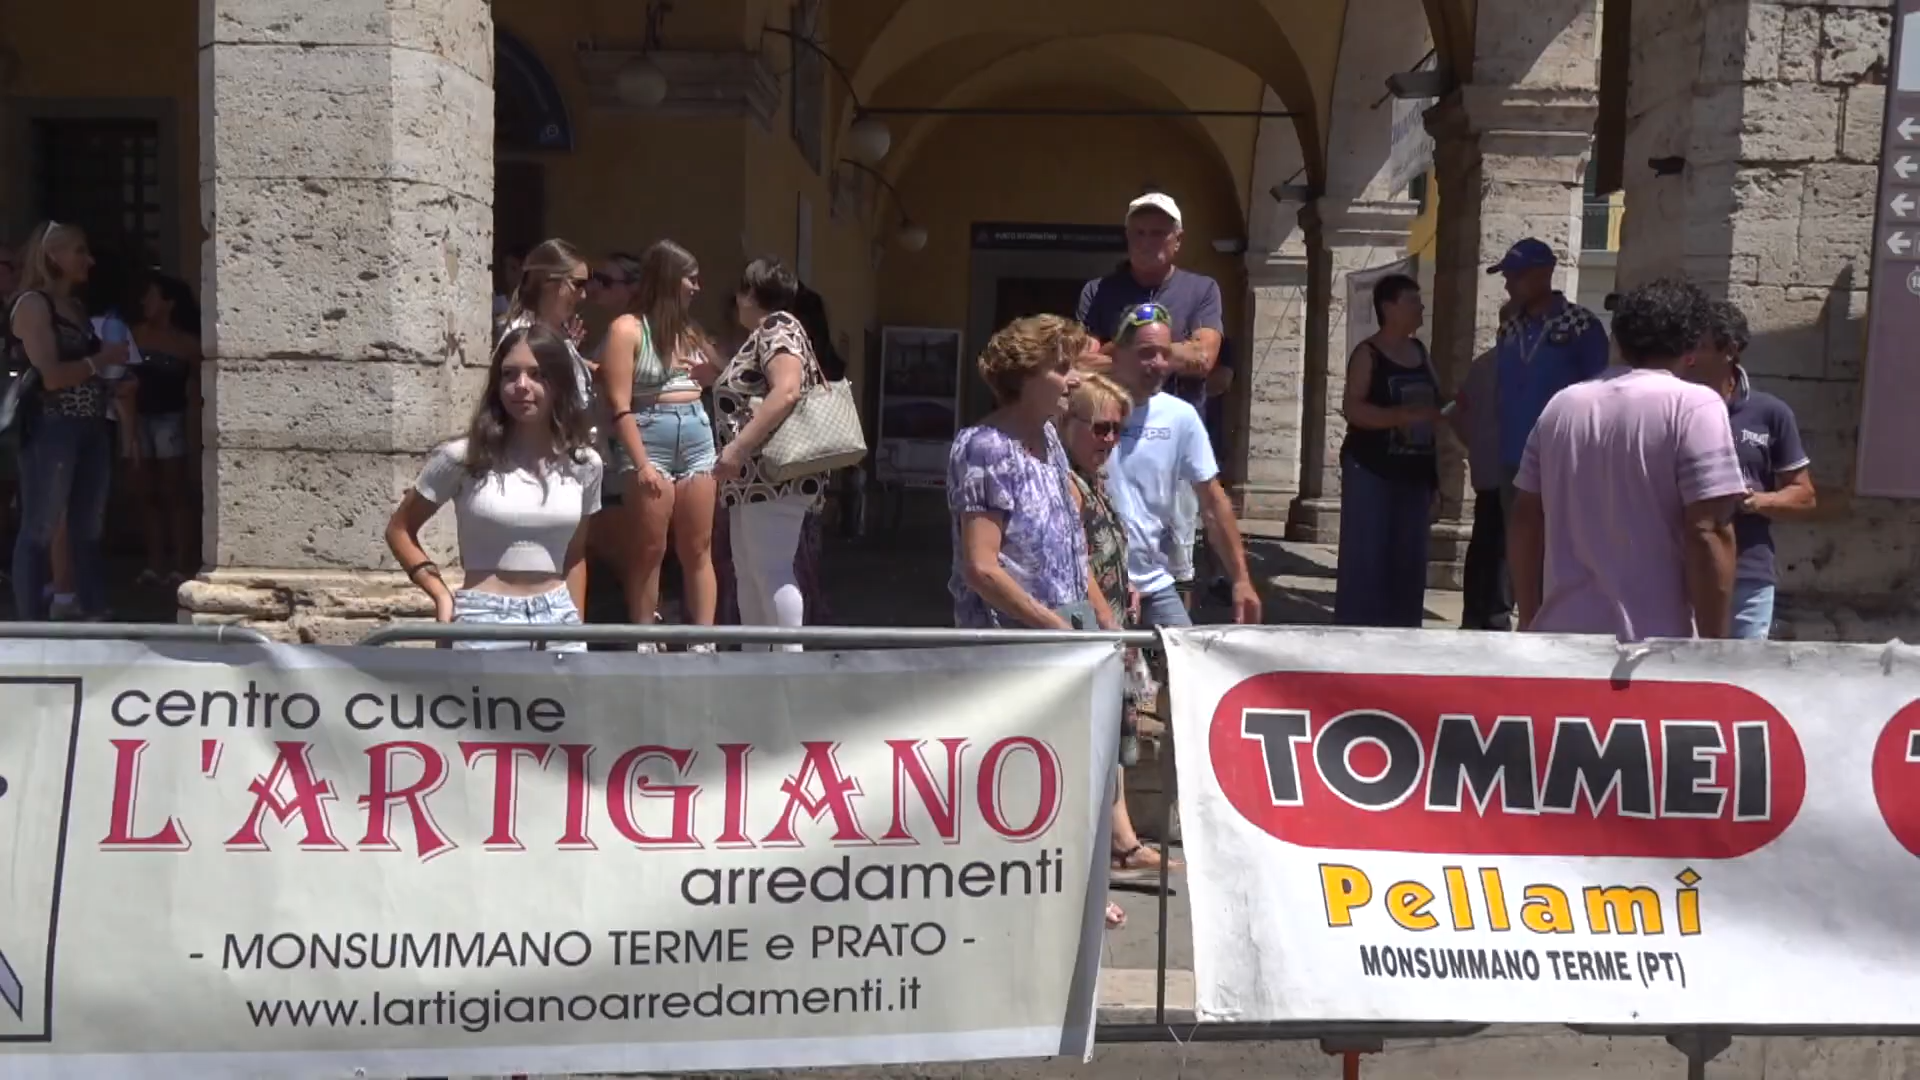 centro cucine
L'ARTIGIANO
arredamenti
- MONSUMMANO TERME e PRATO -
www.lartigianoarredamenti.it
TOMMEI
Pellami
MONSUMMANO TERME (PT)